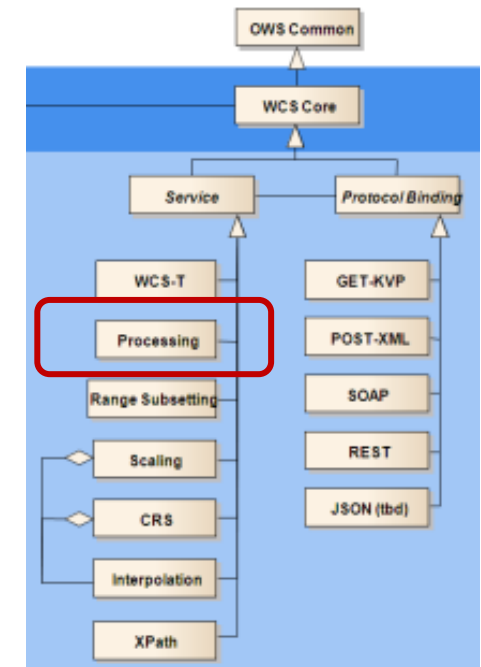 OWS Common
WCS Core
Service
Protocol Binding
WCS-T
GET-KVP
Processing
POST-XML
Range Subsetting
SOAP
Scaling
REST
CRS
JSON (tbd)
Interpolation
XPath